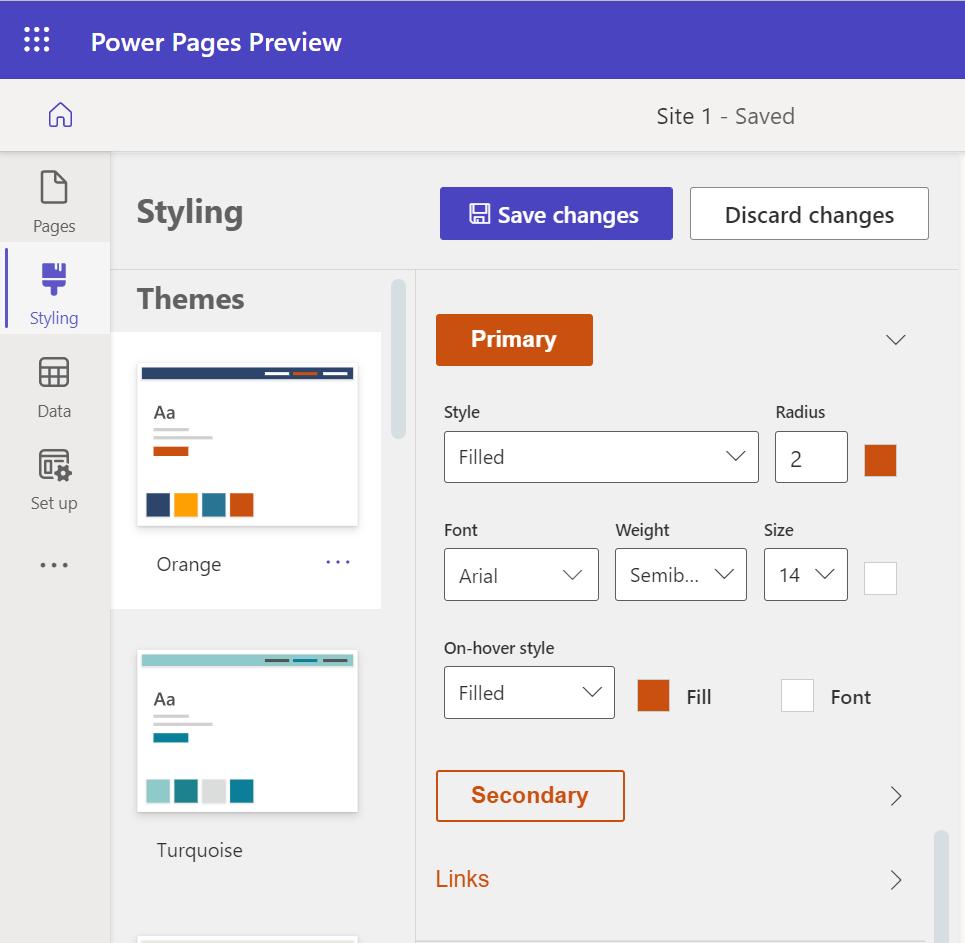 Power Pages Preview
Site 1 - Saved
Pages
Styling
Data
Set up
Styling
Save changes
Discard changes
Themes
Aa
Orange
Aa
Turquoise
Primary
Style
Radius
Filled
2
Font
Weight
Size
Arial
Semib...
14
On-hover style
Filled
Fill
Font
Secondary
Links